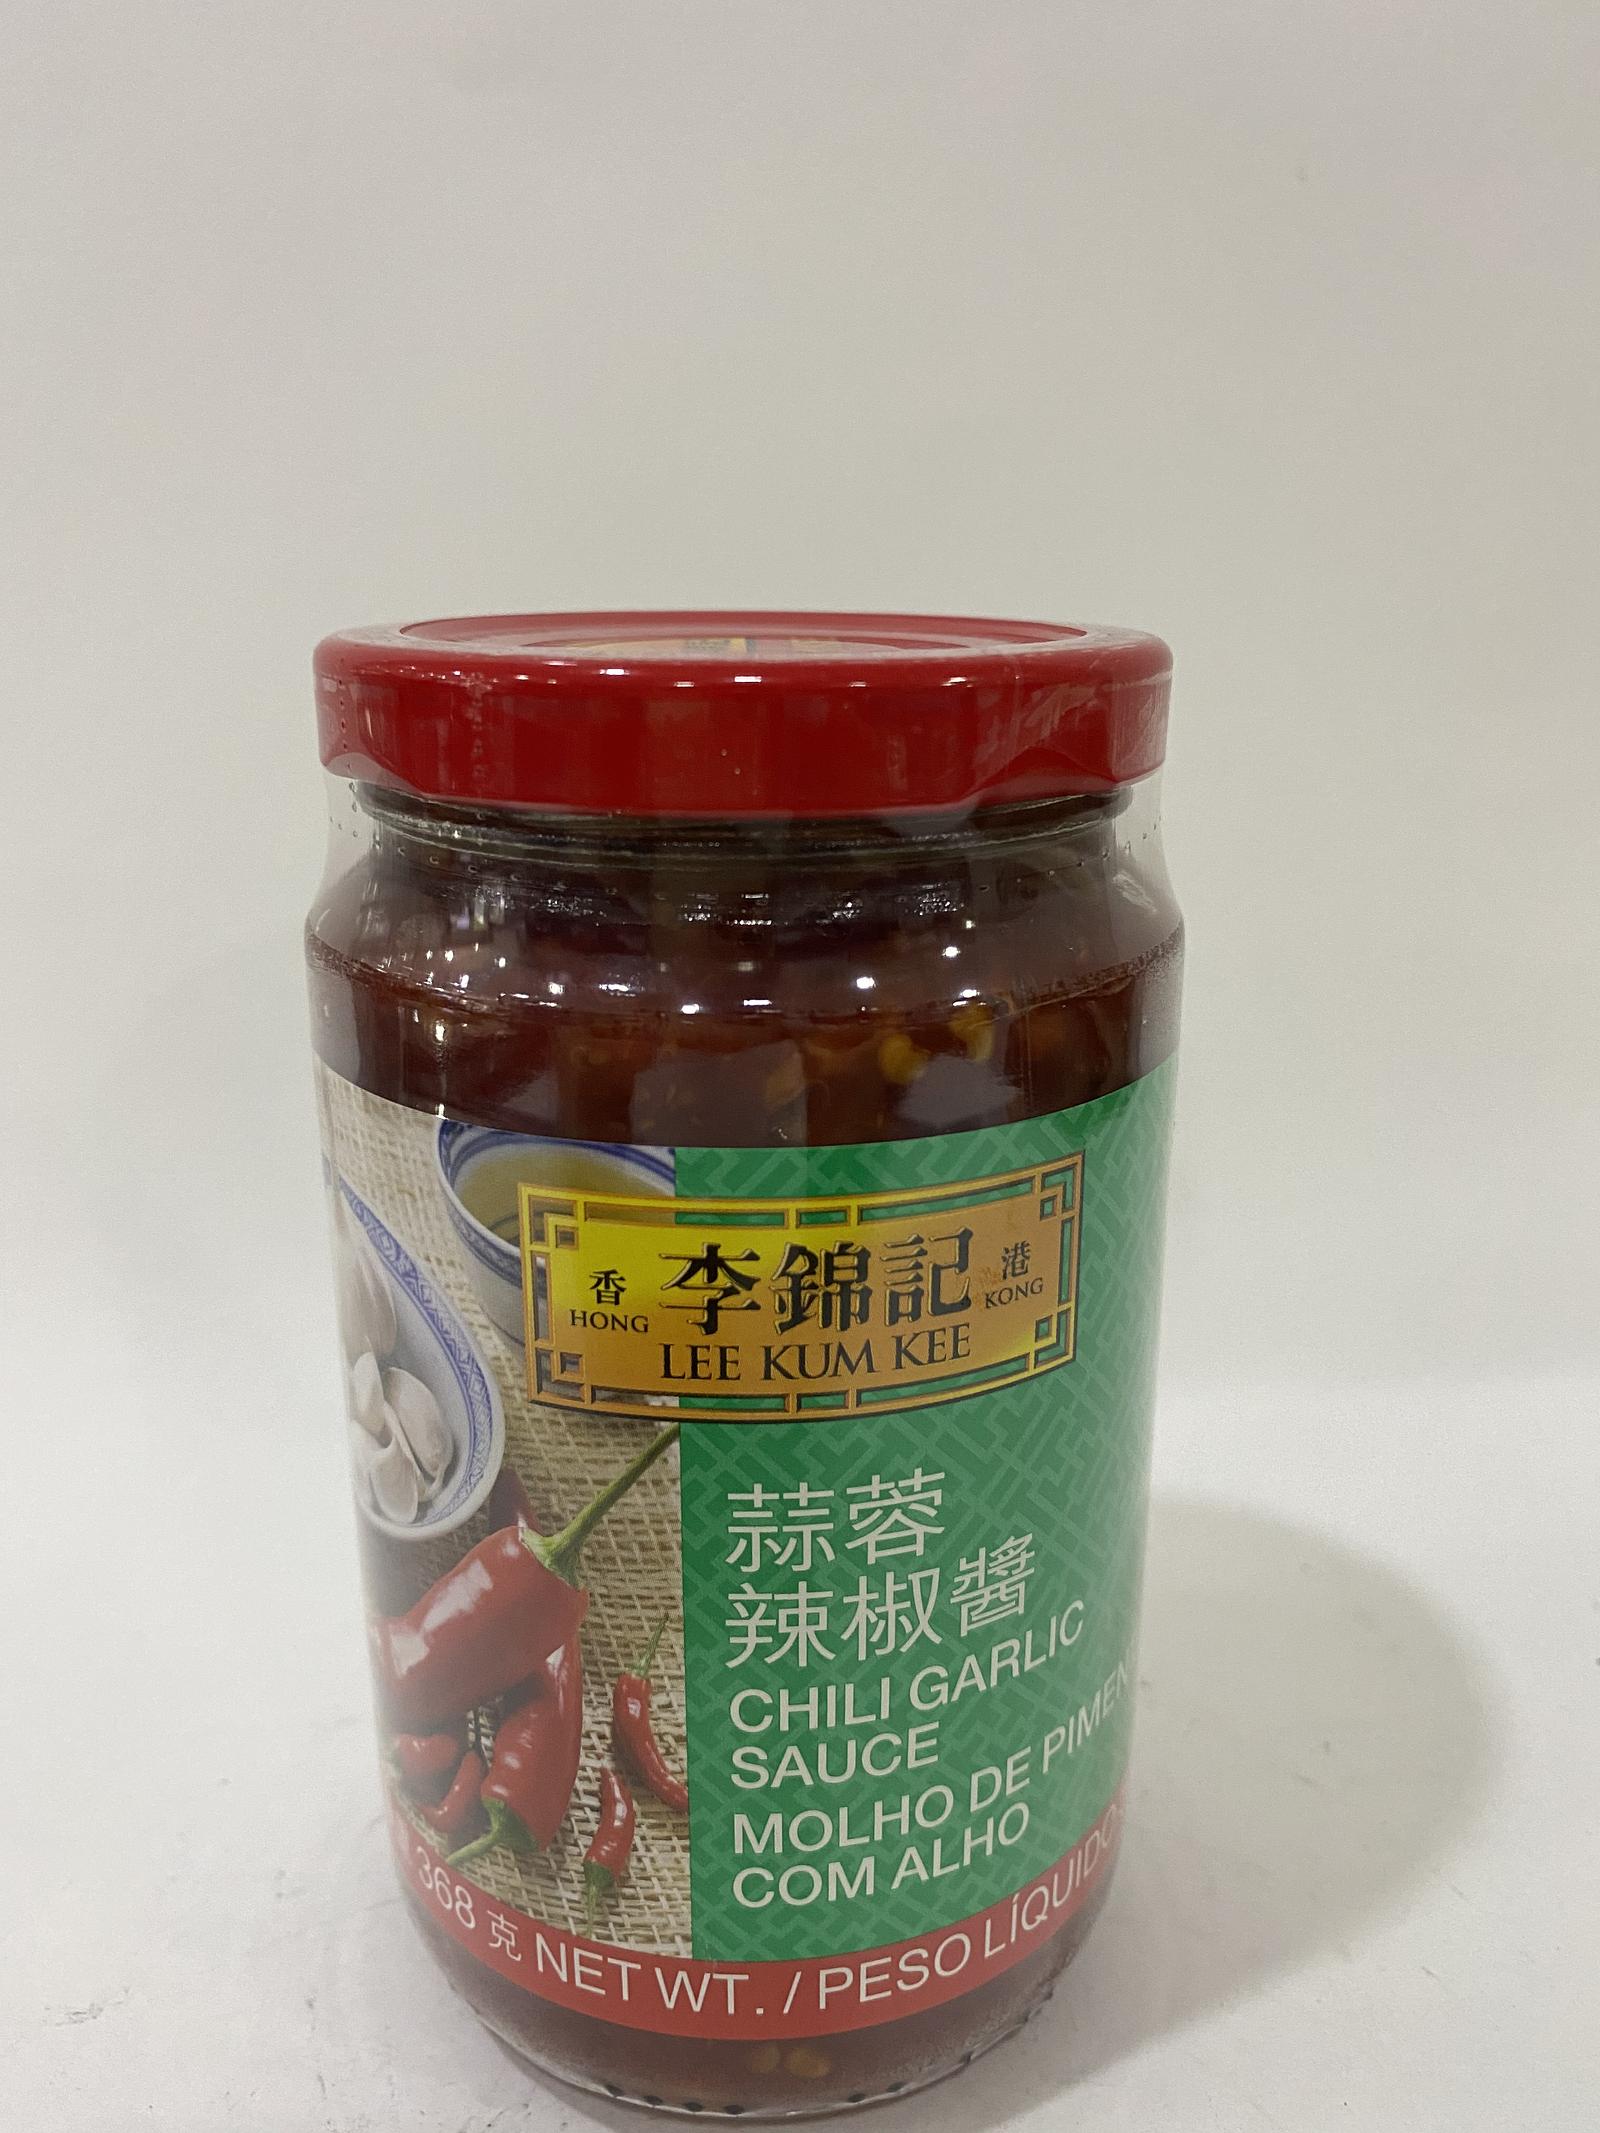 香 李錦記 港
HONG LEE KUM KEE KONG
蒜蓉
辣椒醬
CHILI GARLIC
SAUCE
MOLHO DE
COM ALHO
368 克 NET WT. / PESO LÍQUIDO